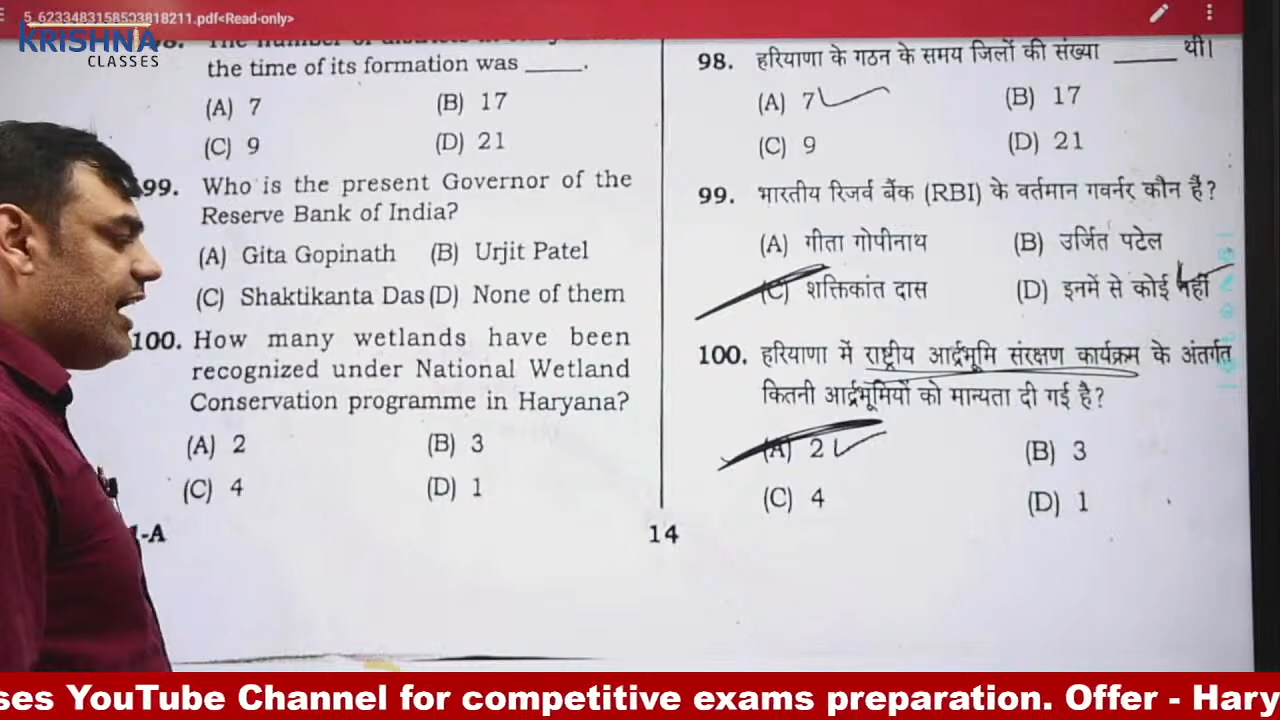 5_6233483158503818211.pdf<Read-only>
KRISHNA
CLASSES
the time of its formation was ____.
(A) 7 (B) 17
(C) 9 (D) 21
99. Who is the present Governor of the
Reserve Bank of India?
(A) Gita Gopinath (B) Urjit Patel
(C) Shaktikanta Das (D) None of them
100. How many wetlands have been
recognized under National Wetland
Conservation programme in Haryana?
(A) 2 (B) 3
(C) 4 (D) 1
-A
14
98. हरियाणा के गठन के समय जिलों की संख्या ____ थी।
(A) 7 (B) 17
(C) 9 (D) 21
99. भारतीय रिजर्व बैंक (RBI) के वर्तमान गवर्नर कौन हैं?
(A) गीता गोपीनाथ (B) उर्जित पटेल
(C) शक्तिकांत दास (D) इनमें से कोई नहीं
100. हरियाणा में राष्ट्रीय आर्द्रभूमि संरक्षण कार्यक्रम के अंतर्गत
कितनी आर्द्रभूमियों को मान्यता दी गई है?
(A) 2 (B) 3
(C) 4 (D) 1
ses YouTube Channel for competitive exams preparation. Offer - Hary